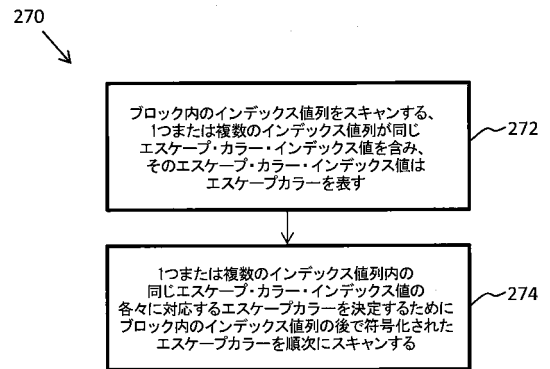 270
ブロック内のインデックス値列をスキャンする、
1つまたは複数のインデックス値列が同じ
エスケープ・カラー・インデックス値を含み、
そのエスケープ・カラー・インデックス値は
エスケープカラーを表す
272
1つまたは複数のインデックス値列内の
同じエスケープ・カラー・インデックス値の
各々に対応するエスケープカラーを決定するために
ブロック内のインデックス値列の後で符号化された
エスケープカラーを順次にスキャンする
274